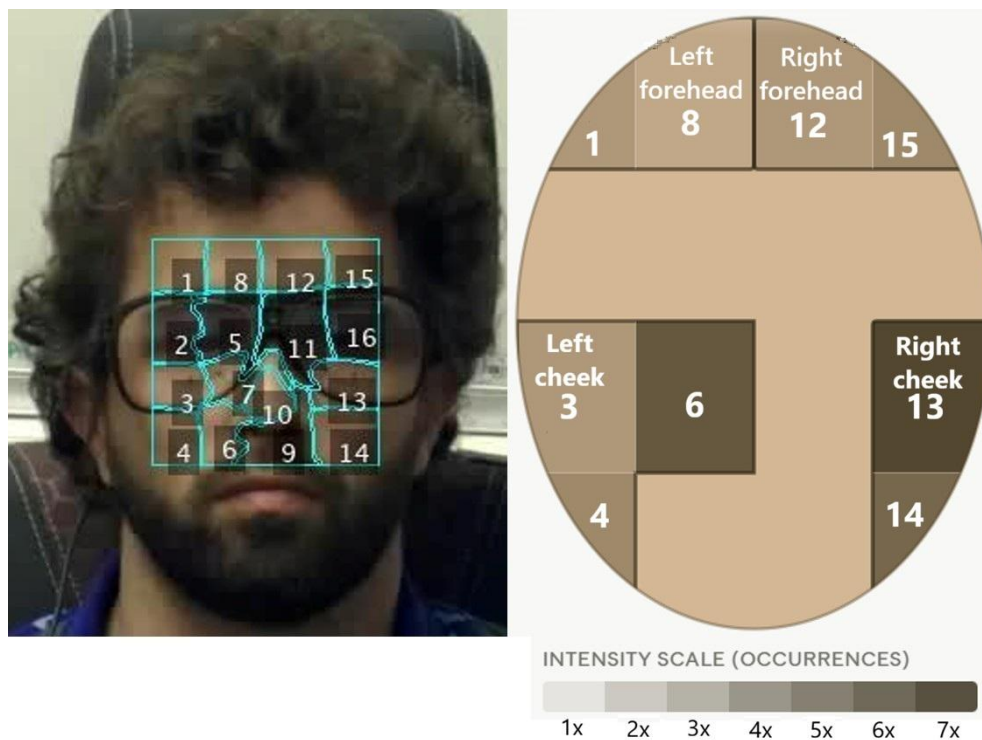 1 8 12 15
2 5 11 16
3 7 10 13
4 6 9 14
Left
forehead
8
Right
forehead
12
1
15
Left
cheek
3
6
Right
cheek
13
4
14
INTENSITY SCALE (OCCURRENCES)
1x 2x 3x 4x 5x 6x 7x